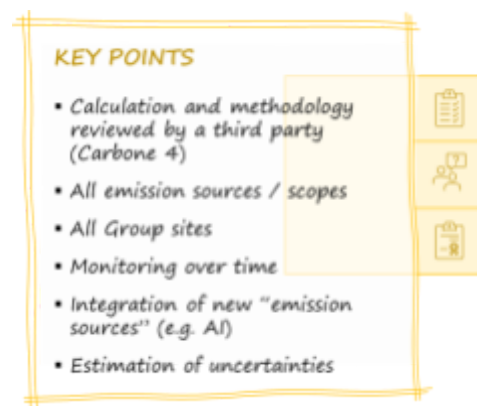 KEY POINTS
▪ Calculation and methodology
reviewed by a third party
(Carbone 4)
▪ All emission sources / scopes
▪ All Group sites
▪ Monitoring over time
▪ Integration of new “emission
sources” (e.g. AI)
▪ Estimation of uncertainties
?